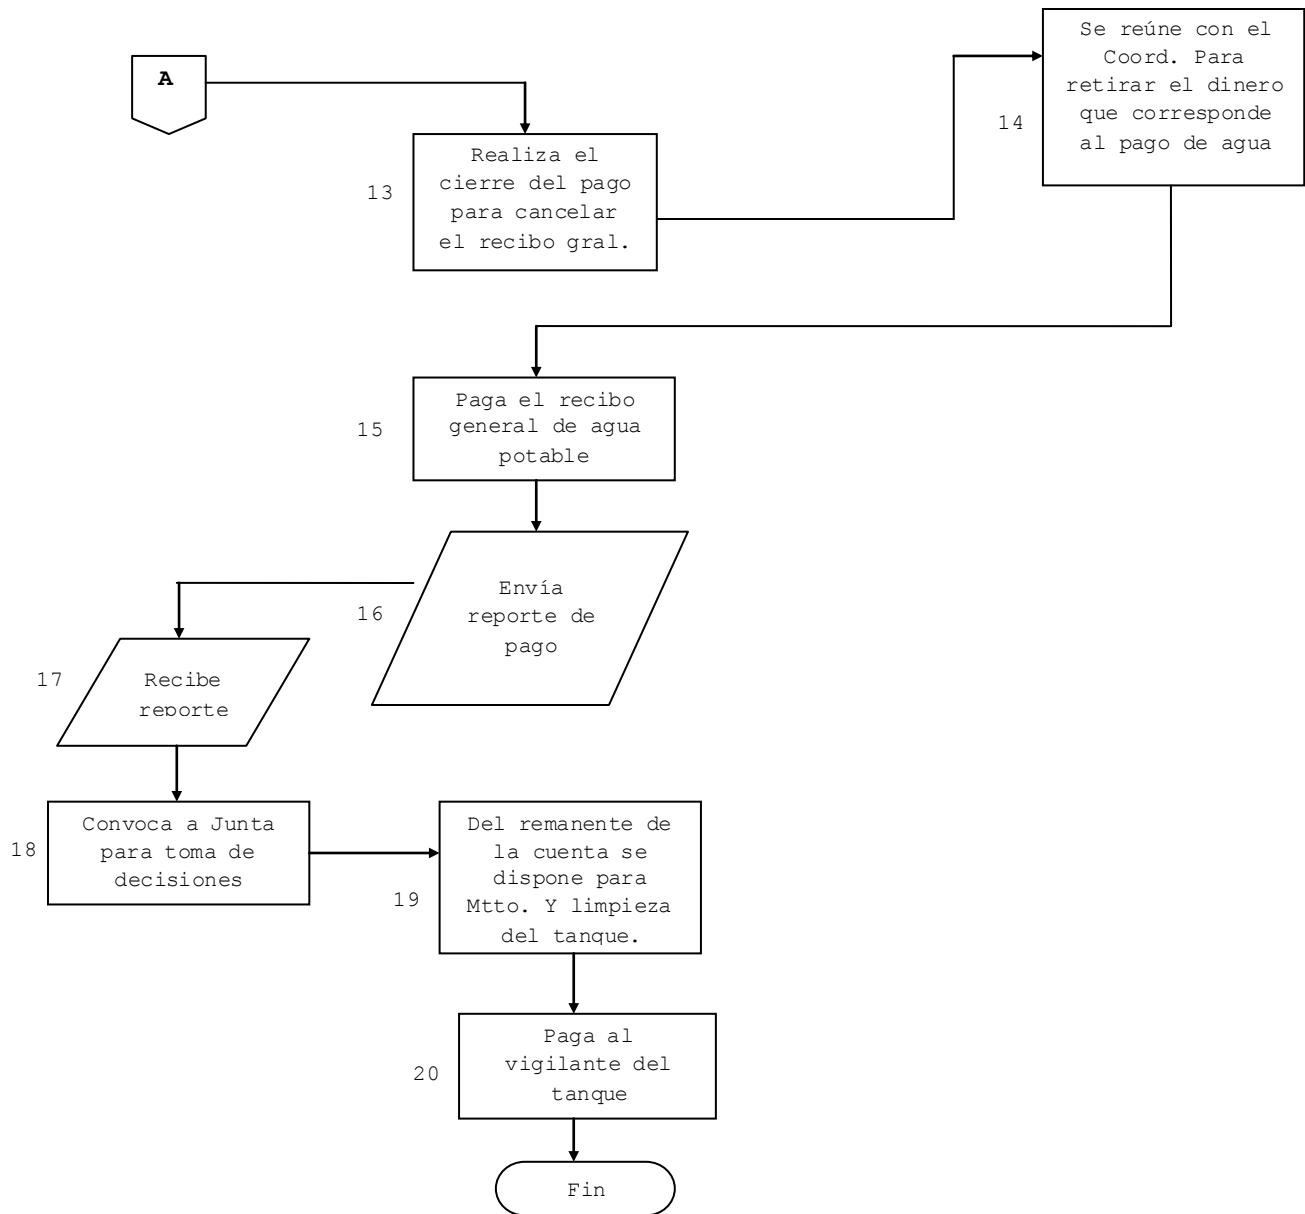 A
13
Realiza el
cierre del pago
para cancelar
el recibo gral.
14
Se reúne con el
Coord. Para
retirar el dinero
que corresponde
al pago de agua
15
Paga el recibo
general de agua
potable
16
Envía
reporte de
pago
17
Recibe
reporte
18
Convoca a Junta
para toma de
decisiones
19
Del remanente de
la cuenta se
dispone para
Mtto. Y limpieza
del tanque.
20
Paga al
vigilante del
tanque
Fin